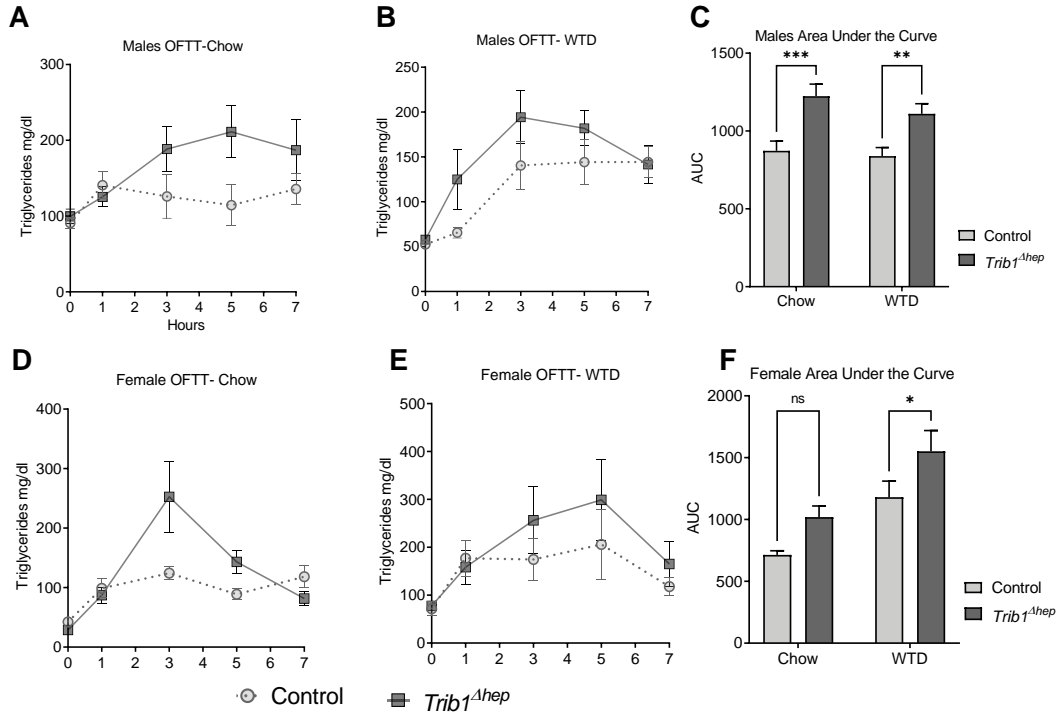 A
Males OFTT-Chow
Triglycerides mg/dl
300
200
100
0
0 1 2 3 4 5 6 7
Hours
B
Males OFTT- WTD
Triglycerides mg/dl
250
200
150
100
50
0
0 1 2 3 4 5 6 7
C
Males Area Under the Curve
*** **
AUC
1500
1000
500
0
Chow WTD
Control
Trib1Δhep
D
Female OFTT- Chow
Triglycerides mg/dl
400
300
200
100
0
0 1 2 3 4 5 6 7
E
Female OFTT- WTD
Triglycerides mg/dl
500
400
300
200
100
0
0 1 2 3 4 5 6 7
F
Female Area Under the Curve
ns *
AUC
2000
1500
1000
500
0
Chow WTD
Control
Trib1Δhep
Control Trib1Δhep